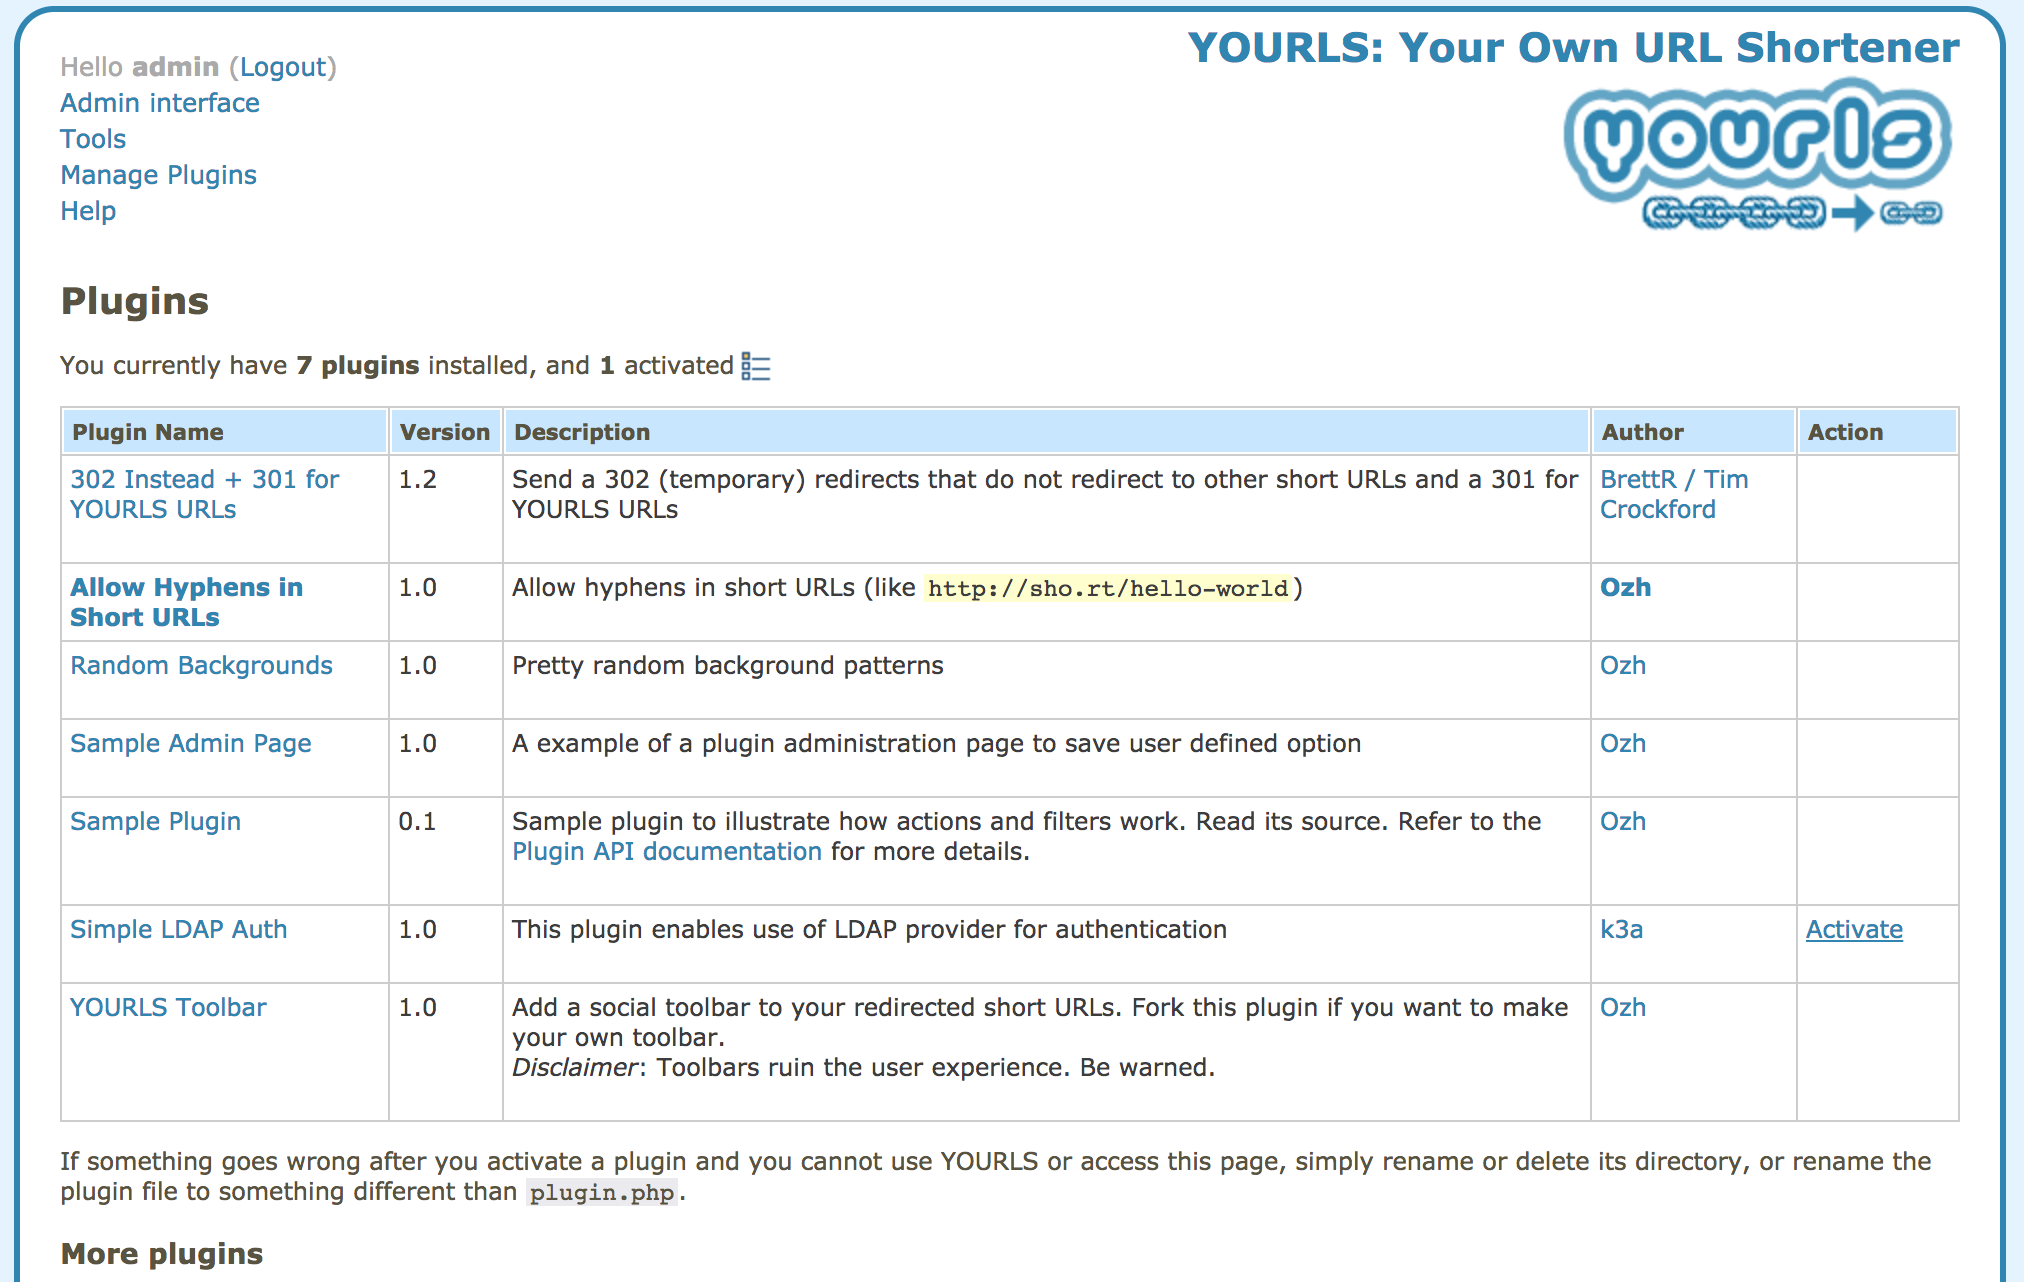 YOURLS: Your Own URL Shortener
yourls
Hello admin (Logout)
Admin interface
Tools
Manage Plugins
Help
Plugins
You currently have 7 plugins installed, and 1 activated
Plugin Name Version Description Author Action
302 Instead + 301 for 1.2 Send a 302 (temporary) redirects that do not redirect to other short URLs and a 301 for BrettR / Tim
YOURLS URLs YOURLS URLs Crockford
Allow Hyphens in 1.0 Allow hyphens in short URLs (like http://sho.rt/hello-world) Ozh
Short URLs
Random Backgrounds 1.0 Pretty random background patterns Ozh
Sample Admin Page 1.0 A example of a plugin administration page to save user defined option Ozh
Sample Plugin 0.1 Sample plugin to illustrate how actions and filters work. Read its source. Refer to the Ozh
Plugin API documentation for more details.
Simple LDAP Auth 1.0 This plugin enables use of LDAP provider for authentication k3a Activate
YOURLS Toolbar 1.0 Add a social toolbar to your redirected short URLs. Fork this plugin if you want to make Ozh
your own toolbar.
Disclaimer: Toolbars ruin the user experience. Be warned.
If something goes wrong after you activate a plugin and you cannot use YOURLS or access this page, simply rename or delete its directory, or rename the
plugin file to something different than plugin.php.
More plugins